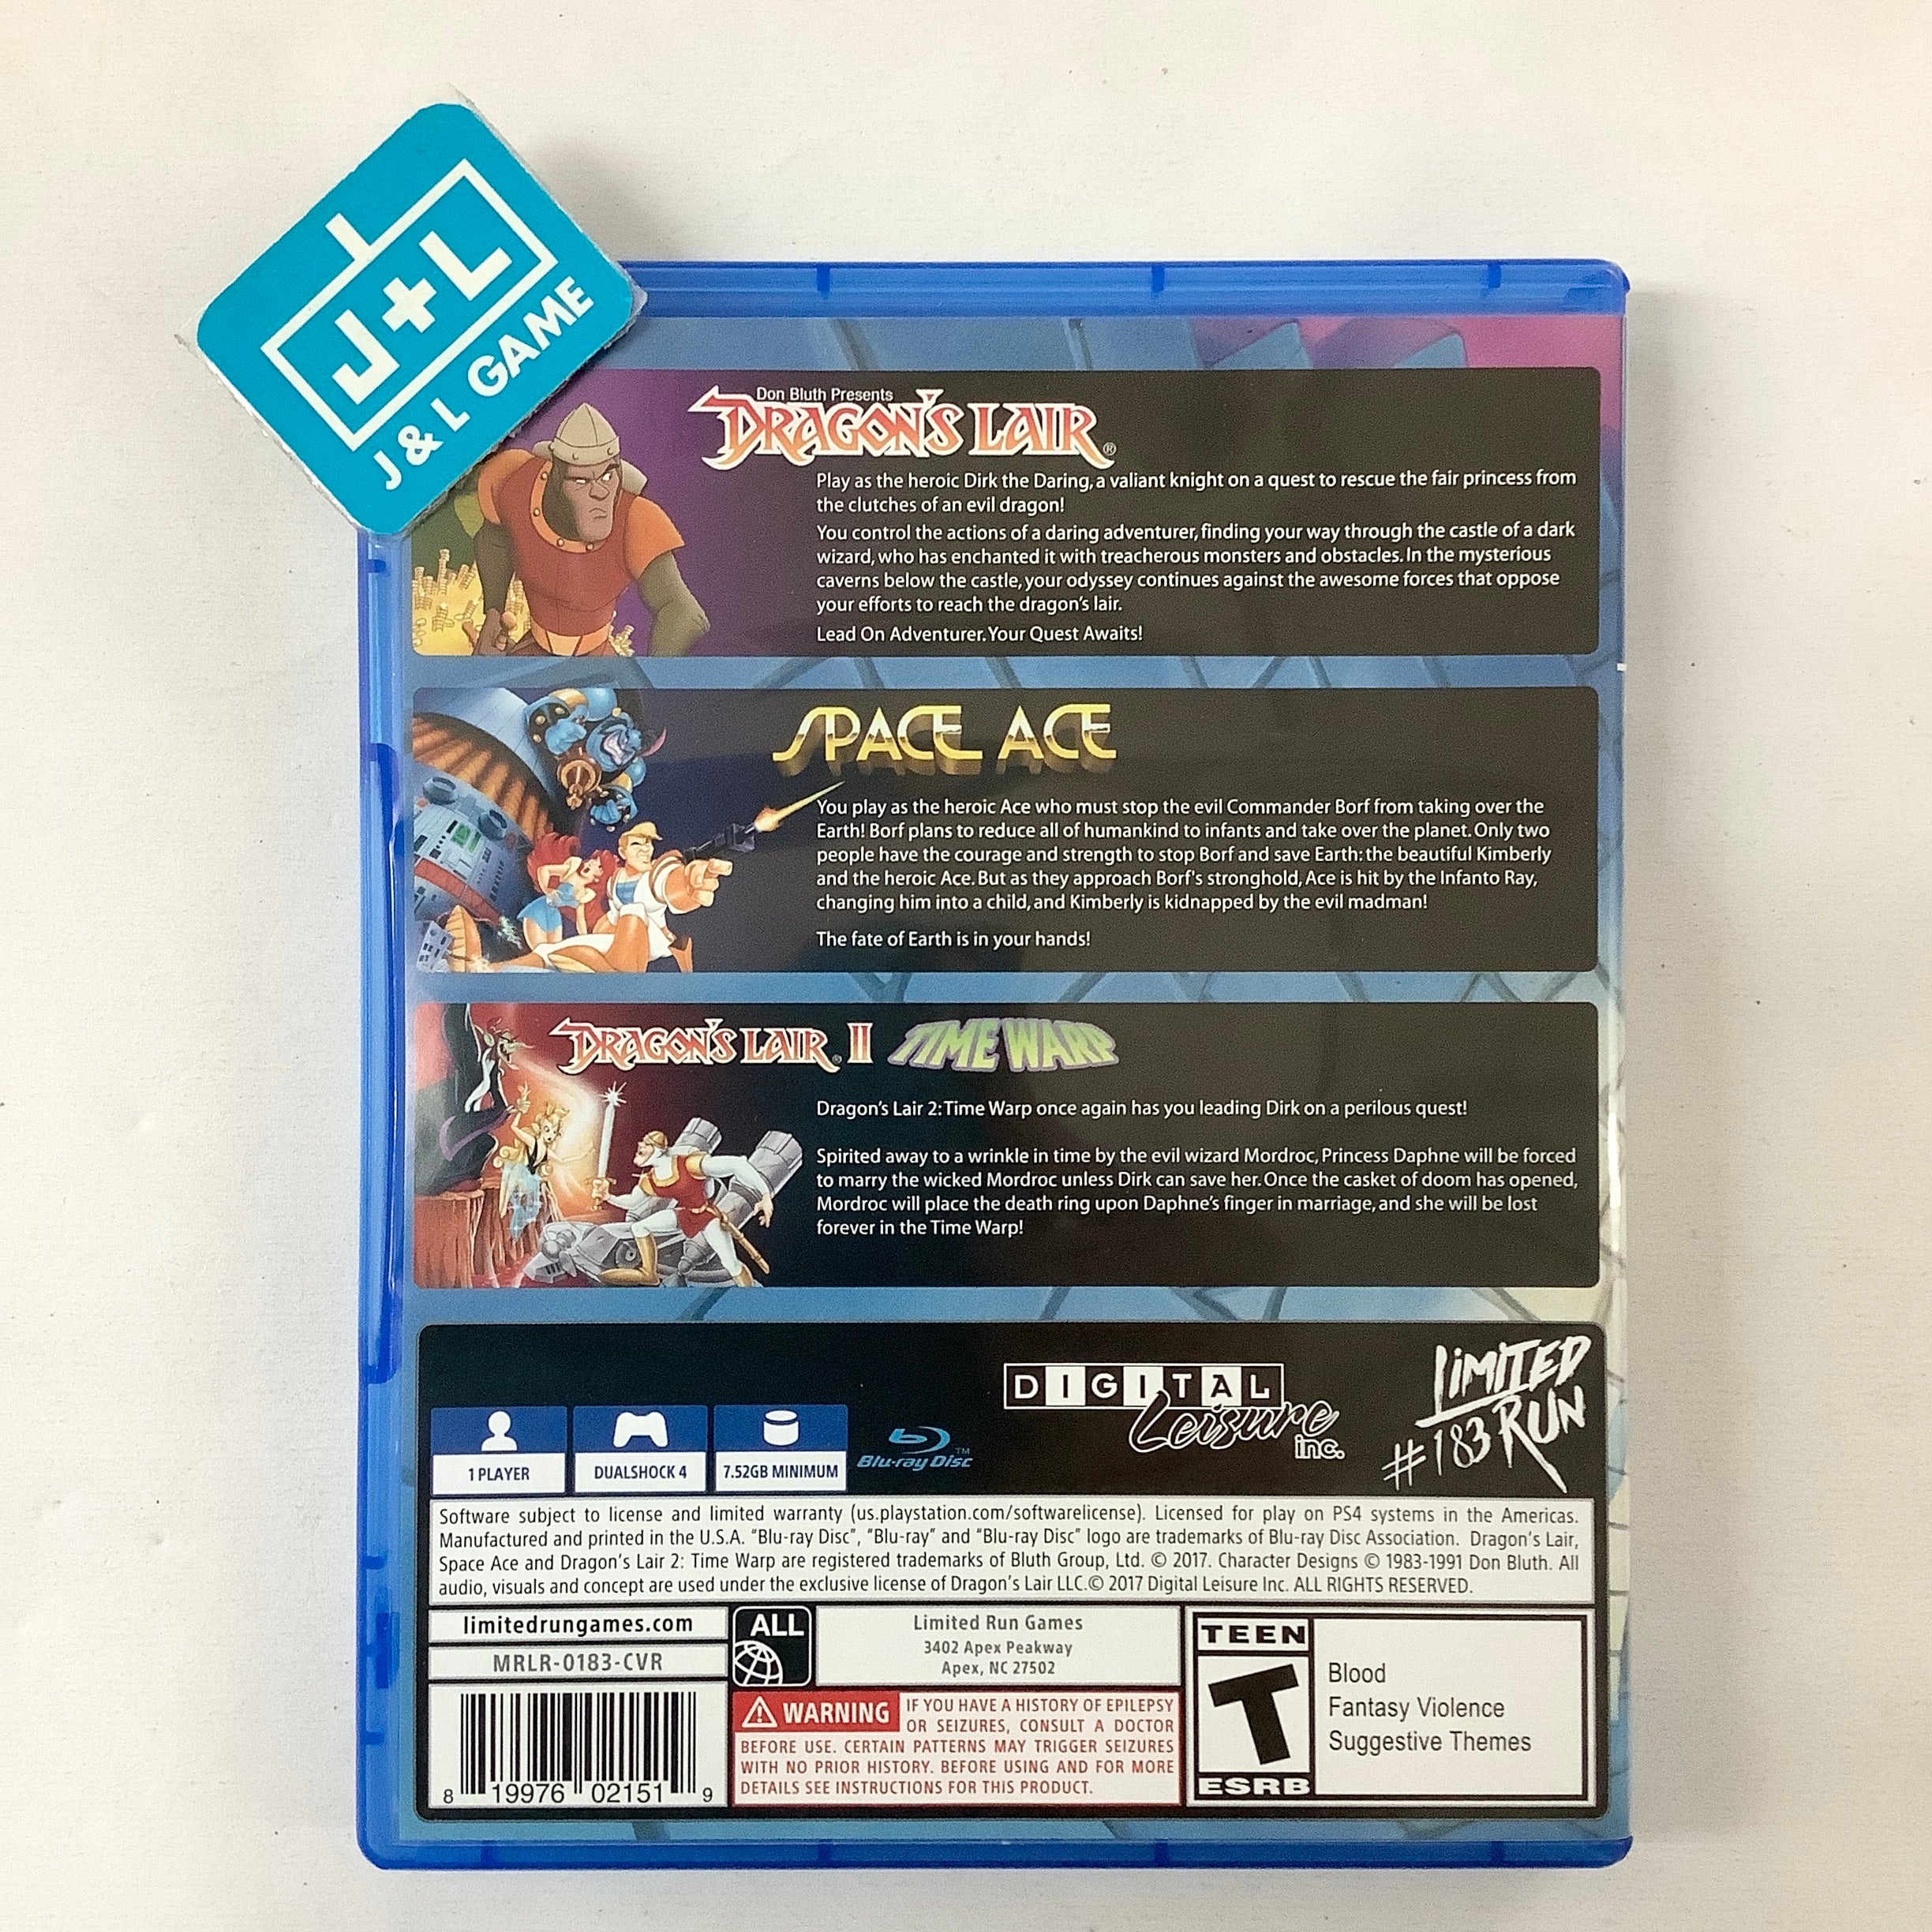 J+L
J & L GAME
Don Bluth Presents
DRAGON'S LAIR®
Play as the heroic Dirk the Daring, a valiant knight on a quest to rescue the fair princess from
the clutches of an evil dragon!
You control the actions of a daring adventurer, finding your way through the castle of a dark
wizard, who has enchanted it with treacherous monsters and obstacles. In the mysterious
caverns below the castle, your odyssey continues against the awesome forces that oppose
your efforts to reach the dragon's lair.
Lead On Adventurer. Your Quest Awaits!
SPACE ACE
You play as the heroic Ace who must stop the evil Commander Borf from taking over the
Earth! Borf plans to reduce all of humankind to infants and take over the planet. Only two
people have the courage and strength to stop Borf and save Earth: the beautiful Kimberly
and the heroic Ace. But as they approach Borf's stronghold, Ace is hit by the Infanto Ray,
changing him into a child, and Kimberly is kidnapped by the evil madman!
The fate of Earth is in your hands!
DRAGON'S LAIR® II TIME WARP
Dragon's Lair 2: Time Warp once again has you leading Dirk on a perilous quest!
Spirited away to a wrinkle in time by the evil wizard Mordroc, Princess Daphne will be forced
to marry the wicked Mordroc unless Dirk can save her. Once the casket of doom has opened,
Mordroc will place the death ring upon Daphne's finger in marriage, and she will be lost
forever in the Time Warp!
1 PLAYER
DUALSHOCK 4
7.52GB MINIMUM
Blu-ray Disc™
DIGITAL
Leisure
inc.
LIMITED
RUN
#183
Software subject to license and limited warranty (us.playstation.com/softwarelicense). Licensed for play on PS4 systems in the Americas.
Manufactured and printed in the U.S.A. "Blu-ray Disc", "Blu-ray" and "Blu-ray Disc" logo are trademarks of Blu-ray Disc Association. Dragon's Lair,
Space Ace and Dragon's Lair 2: Time Warp are registered trademarks of Bluth Group, Ltd. © 2017. Character Designs © 1983-1991 Don Bluth. All
audio, visuals and concept are used under the exclusive license of Dragon's Lair LLC.© 2017 Digital Leisure Inc. ALL RIGHTS RESERVED.
limitedrungames.com
MRLR-0183-CVR
8 19976 02151 9
ALL
Limited Run Games
3402 Apex Peakway
Apex, NC 27502
WARNING IF YOU HAVE A HISTORY OF EPILEPSY
OR SEIZURES, CONSULT A DOCTOR
BEFORE USE. CERTAIN PATTERNS MAY TRIGGER SEIZURES
WITH NO PRIOR HISTORY. BEFORE USING AND FOR MORE
DETAILS SEE INSTRUCTIONS FOR THIS PRODUCT.
TEEN
T
ESRB
Blood
Fantasy Violence
Suggestive Themes